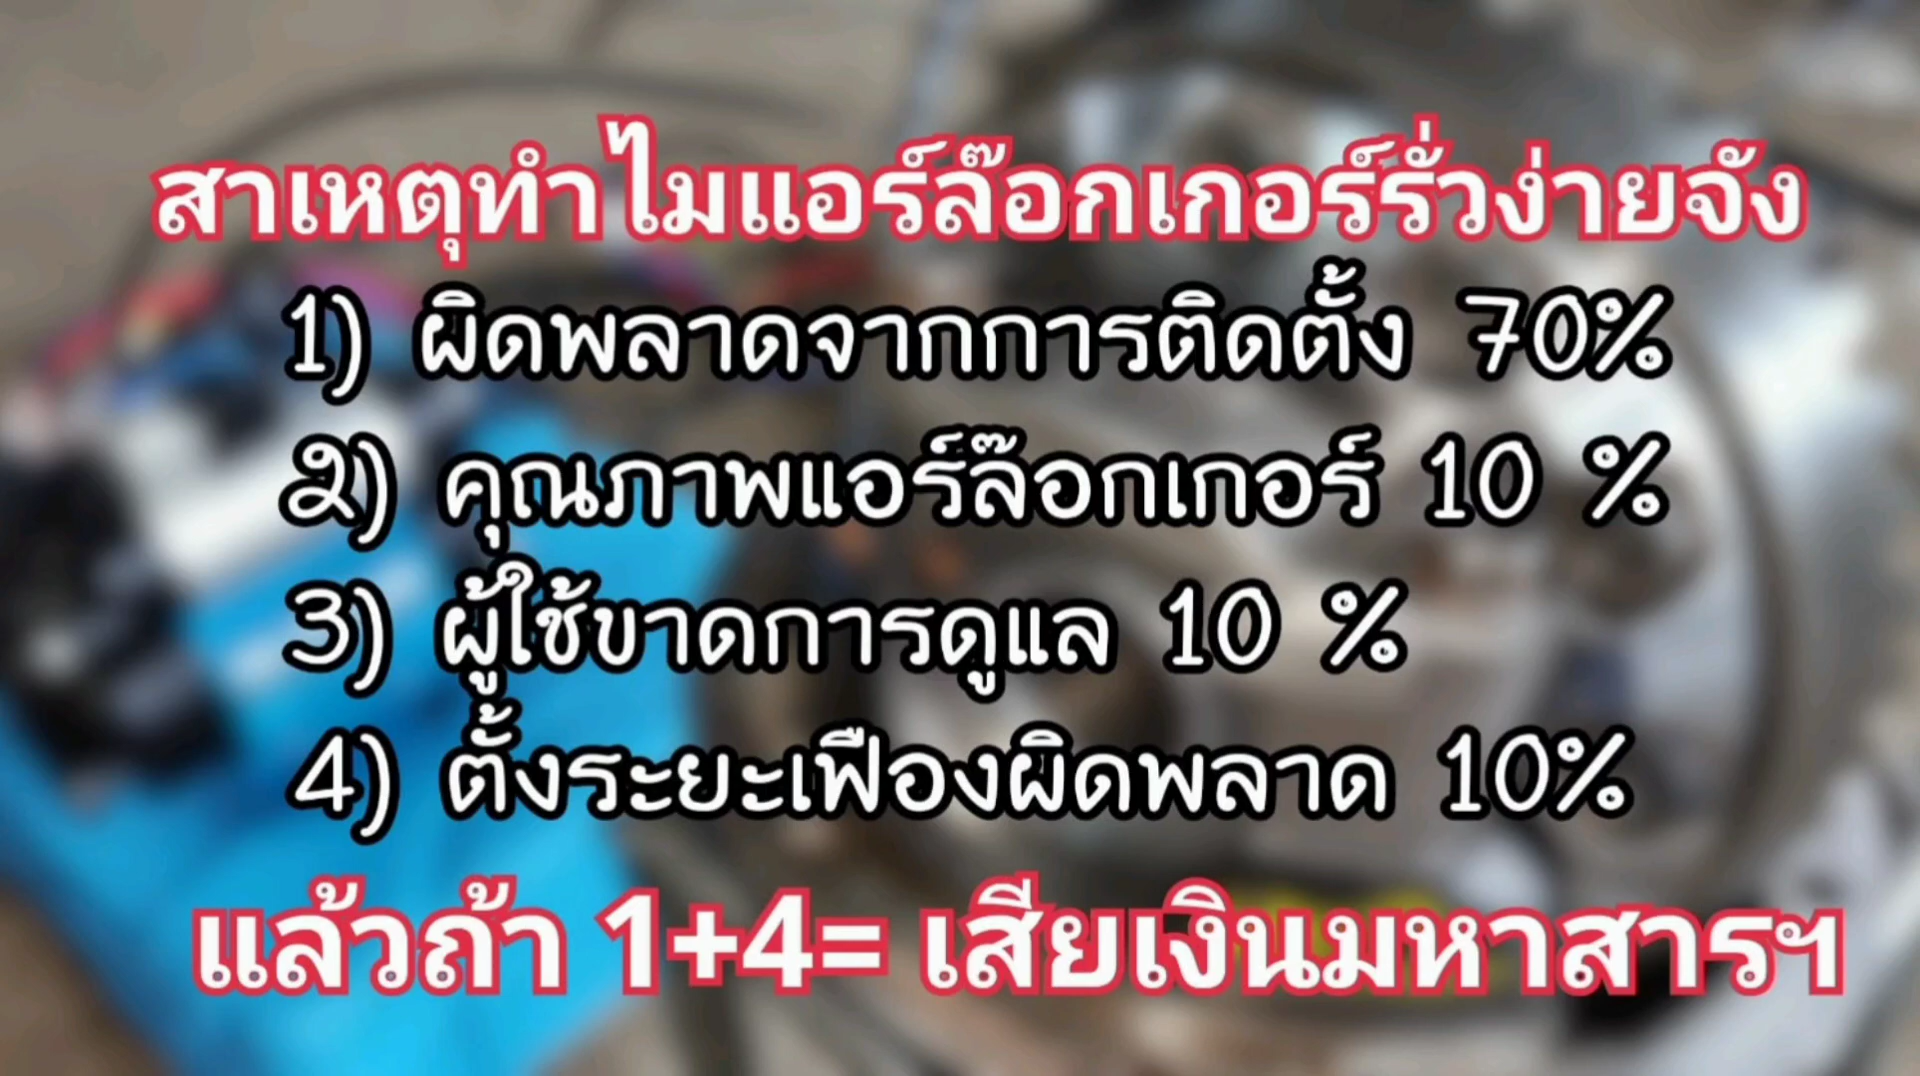 สาเหตุทำไมแอร์ล๊อกเกอร์รั่วง่ายจัง
1) ผิดพลาดจากการติดตั้ง 70%
2) คุณภาพแอร์ล๊อกเกอร์ 10 %
3) ผู้ใช้ขาดการดูแล 10 %
4) ตั้งระยะเฟืองผิดพลาด 10%
แล้วถ้า 1+4= เสียเงินมหาสารฯ